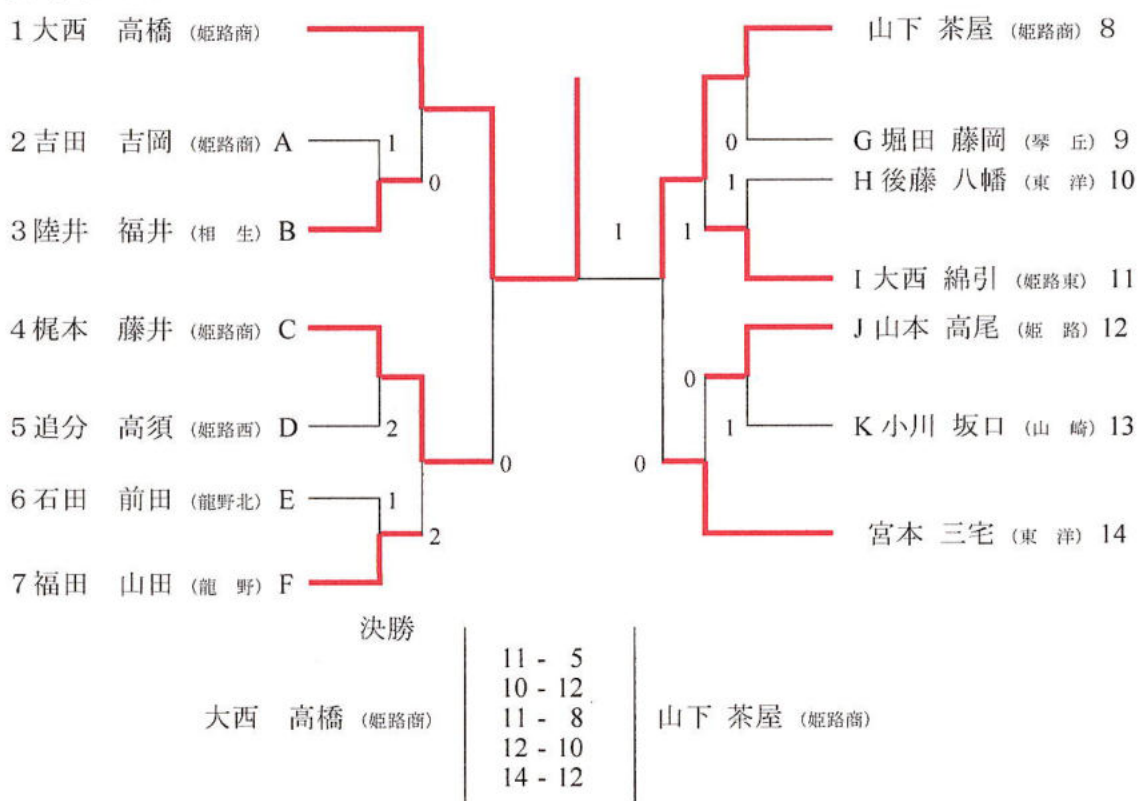 1 大西 高橋 (姫路商)
2 吉田 吉岡 (姫路商) A
3 陸井 福井 (相 生) B
4 梶本 藤井 (姫路商) C
5 追分 高須 (姫路西) D
6 石田 前田 (龍野北) E
7 福田 山田 (龍 野) F
1
0
2
1
2
0
1
山下 茶屋 (姫路商) 8
G 堀田 藤岡 (琴 丘) 9
H 後藤 八幡 (東 洋) 10
I 大西 綿引 (姫路東) 11
J 山本 高尾 (姫 路) 12
K 小川 坂口 (山 崎) 13
宮本 三宅 (東 洋) 14
0
1
1
0
1
0
決勝
大西 高橋 (姫路商)
11 - 5
10 - 12
11 - 8
12 - 10
14 - 12
山下 茶屋 (姫路商)